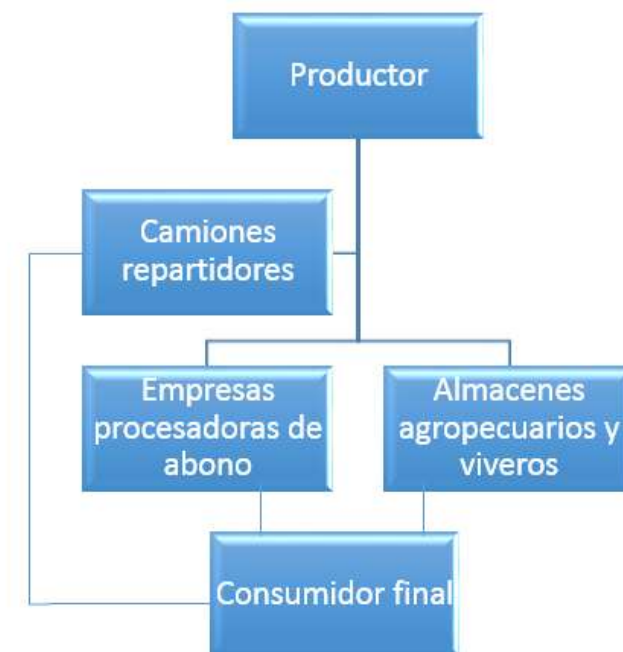 Productor
Camiones
repartidores
Empresas
procesadoras de
abono
Almacenes
agropecuarios y
viveros
Consumidor final